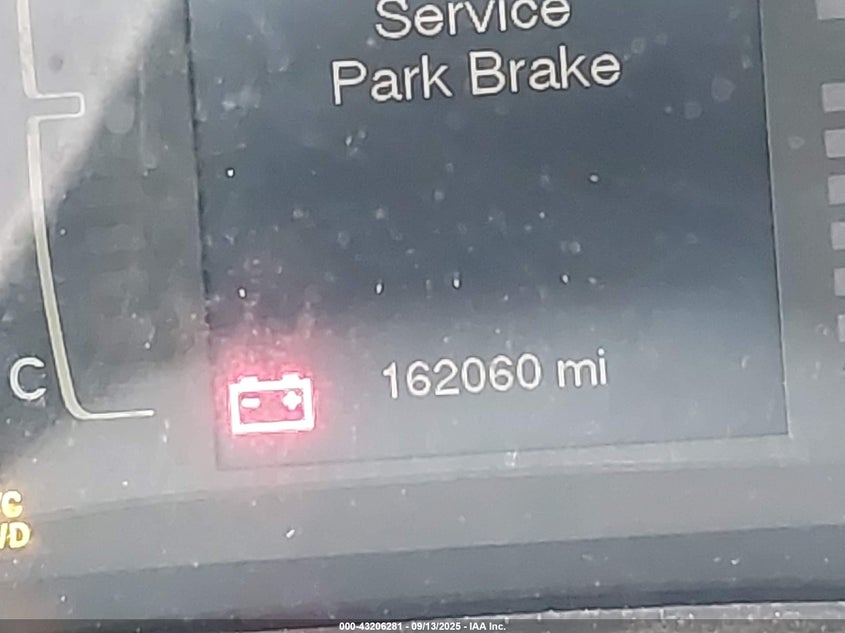 Service
Park Brake
162060 mi
C
000-43206281 - 09/13/2025 - IAA Inc.